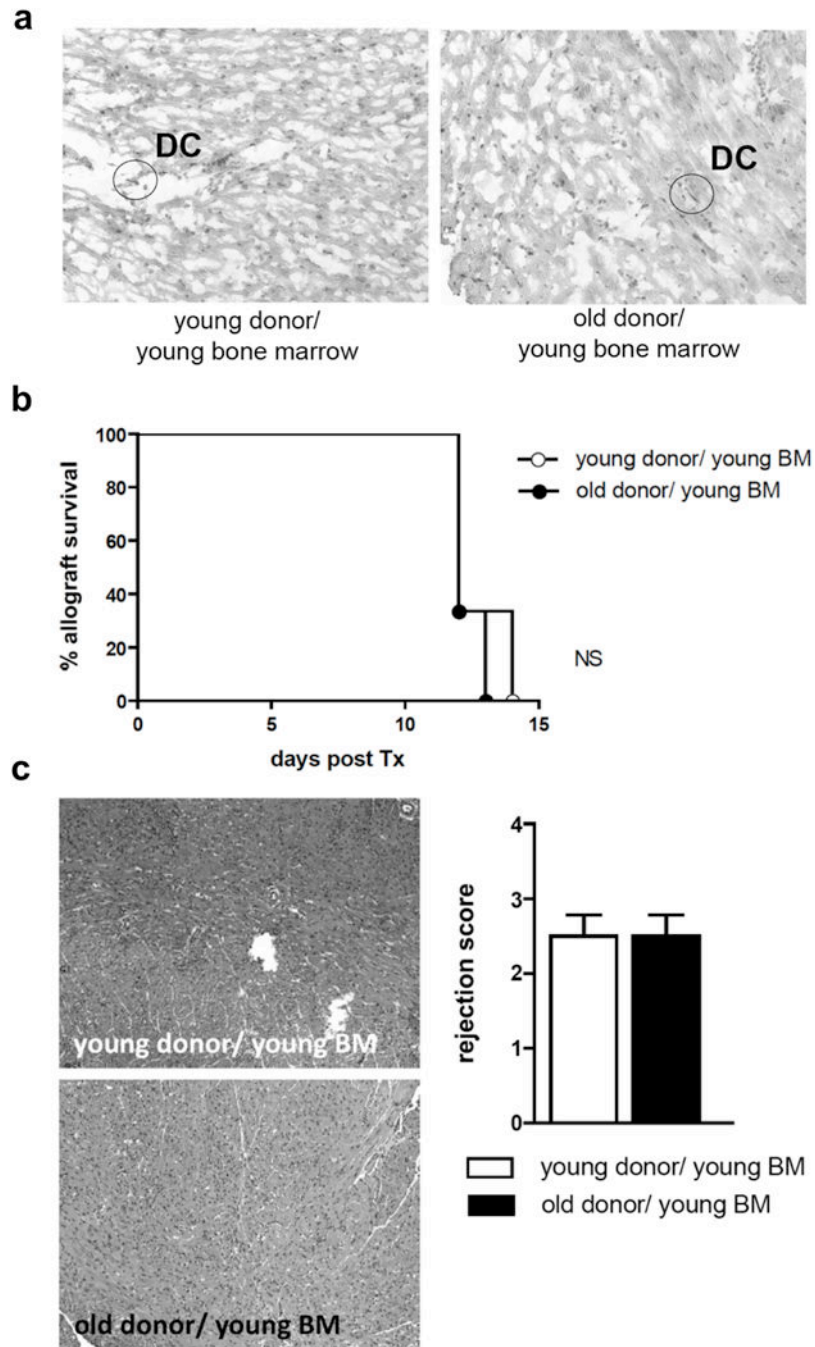 a
DC
DC
young donor/
young bone marrow
old donor/
young bone marrow
b
% allograft survival
100
80
60
40
20
0
0
5
10
15
days post Tx
young donor/ young BM
old donor/ young BM
NS
c
young donor/ young BM
old donor/ young BM
rejection score
4
3
2
1
0
young donor/ young BM
old donor/ young BM